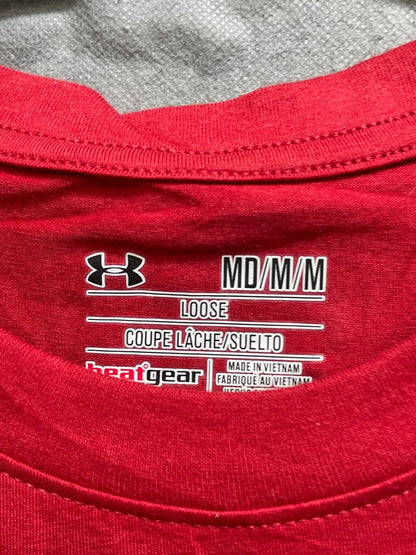 MD/M/M
LOOSE
COUPE LÂCHE/SUELTO
heatgear
MADE IN VIETNAM
FABRIQUÉ AU VIETNAM